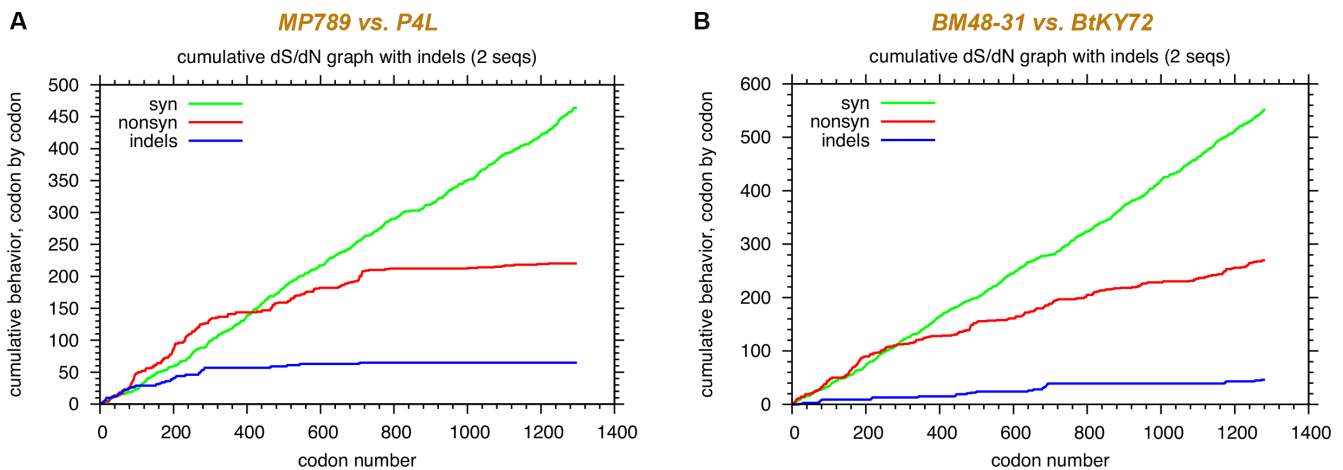 A
MP789 vs. P4L
cumulative dS/dN graph with indels (2 seqs)
cumulative behavior, codon by codon
500
450
400
350
300
250
200
150
100
50
0
syn
nonsyn
indels
0 200 400 600 800 1000 1200 1400
codon number
B
BM48-31 vs. BtKY72
cumulative dS/dN graph with indels (2 seqs)
cumulative behavior, codon by codon
600
500
400
300
200
100
0
syn
nonsyn
indels
0 200 400 600 800 1000 1200 1400
codon number